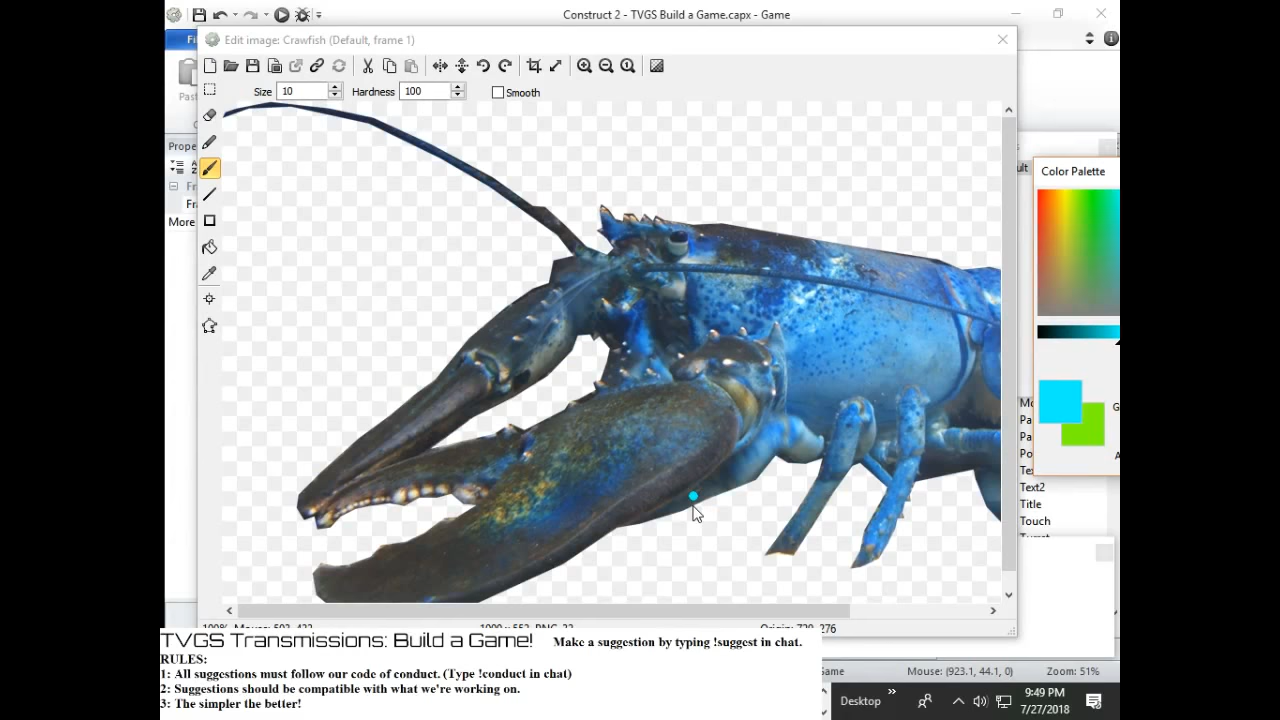 Construct 2 - TVGS Build a Game.capx - Game
Edit image: Crawfish (Default, frame 1)
Size 10 Hardness 100 Smooth
Past
Prope
Color Palette
More
Text2
Title
Touch
TVGS Transmissions: Build a Game! Make a suggestion by typing !suggest in chat.
RULES:
1: All suggestions must follow our code of conduct. (Type !conduct in chat)
2: Suggestions should be compatible with what we're working on.
3: The simpler the better!
Mouse: (923.1, 44.1, 0) Zoom: 51%
Desktop
9:49 PM
7/27/2018